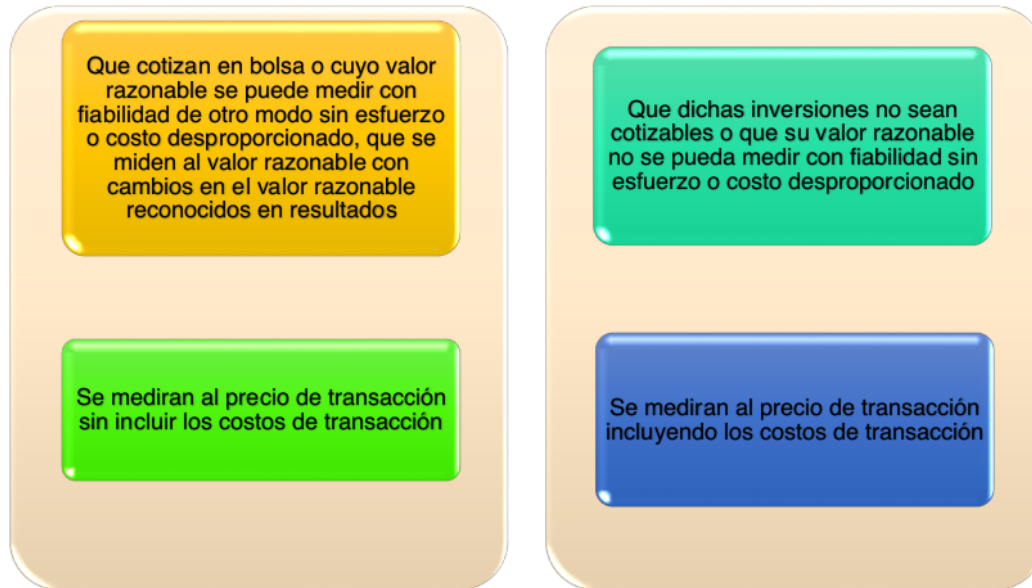 Que cotizan en bolsa o cuyo valor
razonable se puede medir con
fiabilidad de otro modo sin esfuerzo
o costo desproporcionado, que se
miden al valor razonable con
cambios en el valor razonable
reconocidos en resultados
Se mediran al precio de transacción
sin incluir los costos de transacción
Que dichas inversiones no sean
cotizables o que su valor razonable
no se pueda medir con fiabilidad sin
esfuerzo o costo desproporcionado
Se mediran al precio de transacción
incluyendo los costos de transacción